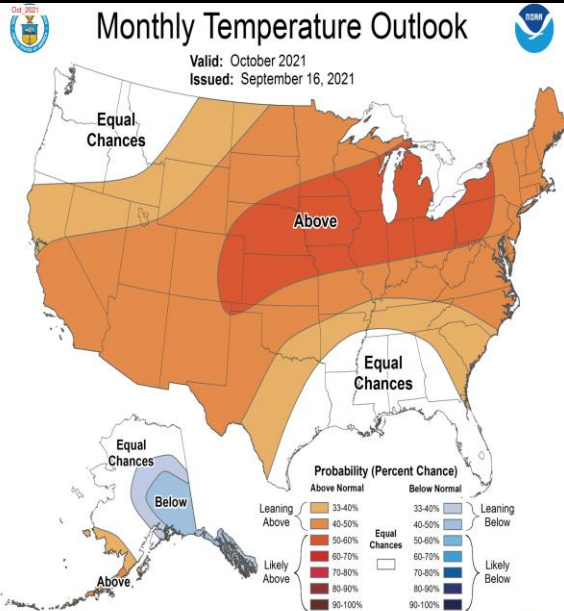 Oct_2021
Monthly Temperature Outlook
NOAA
Valid: October 2021
Issued: September 16, 2021
Equal
Chances
Above
Equal
Chances
Equal
Chances
Below
Above
Probability (Percent Chance)
Above Normal Below Normal
Leaning
Above
33-40%
40-50%
Likely
Above
50-60%
60-70%
70-80%
80-90%
90-100%
Equal
Chances
33-40%
40-50%
Leaning
Below
50-60%
60-70%
70-80%
80-90%
90-100%
Likely
Below